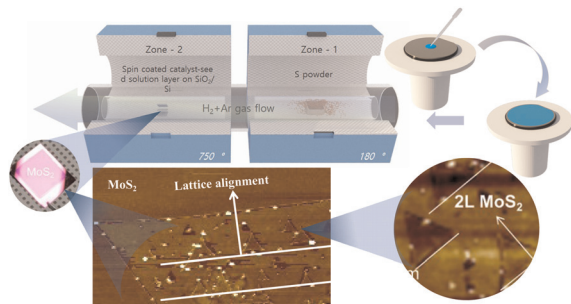 Zone - 2
Spin coated catalyst-see
d solution layer on SiO₂/
Si
Zone - 1
S powder
H₂+Ar gas flow
750 °
180 °
MoS₂
MoS₂
Lattice alignment
2L MoS₂
m